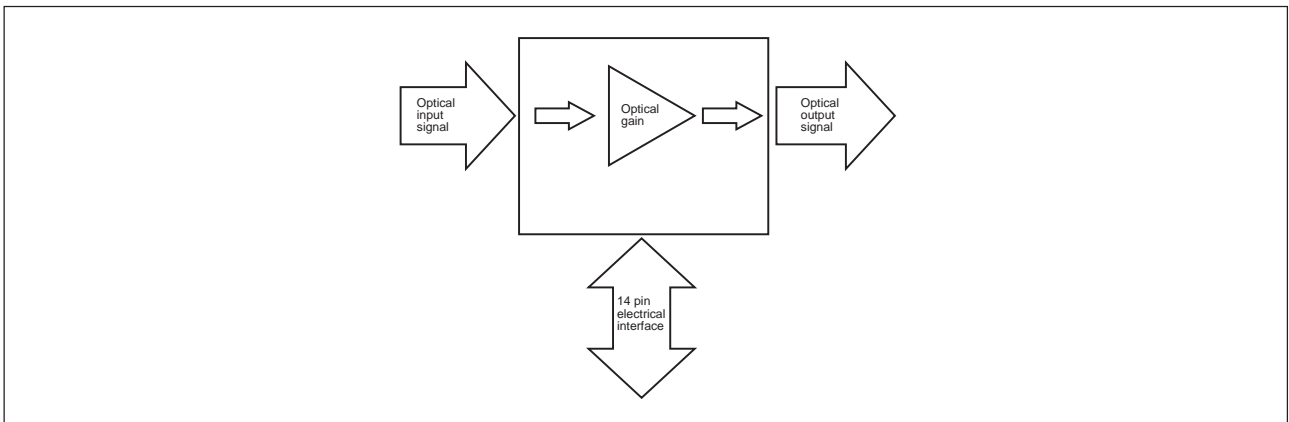 Optical
input
signal
Optical
gain
Optical
output
signal
14 pin
electrical
interface